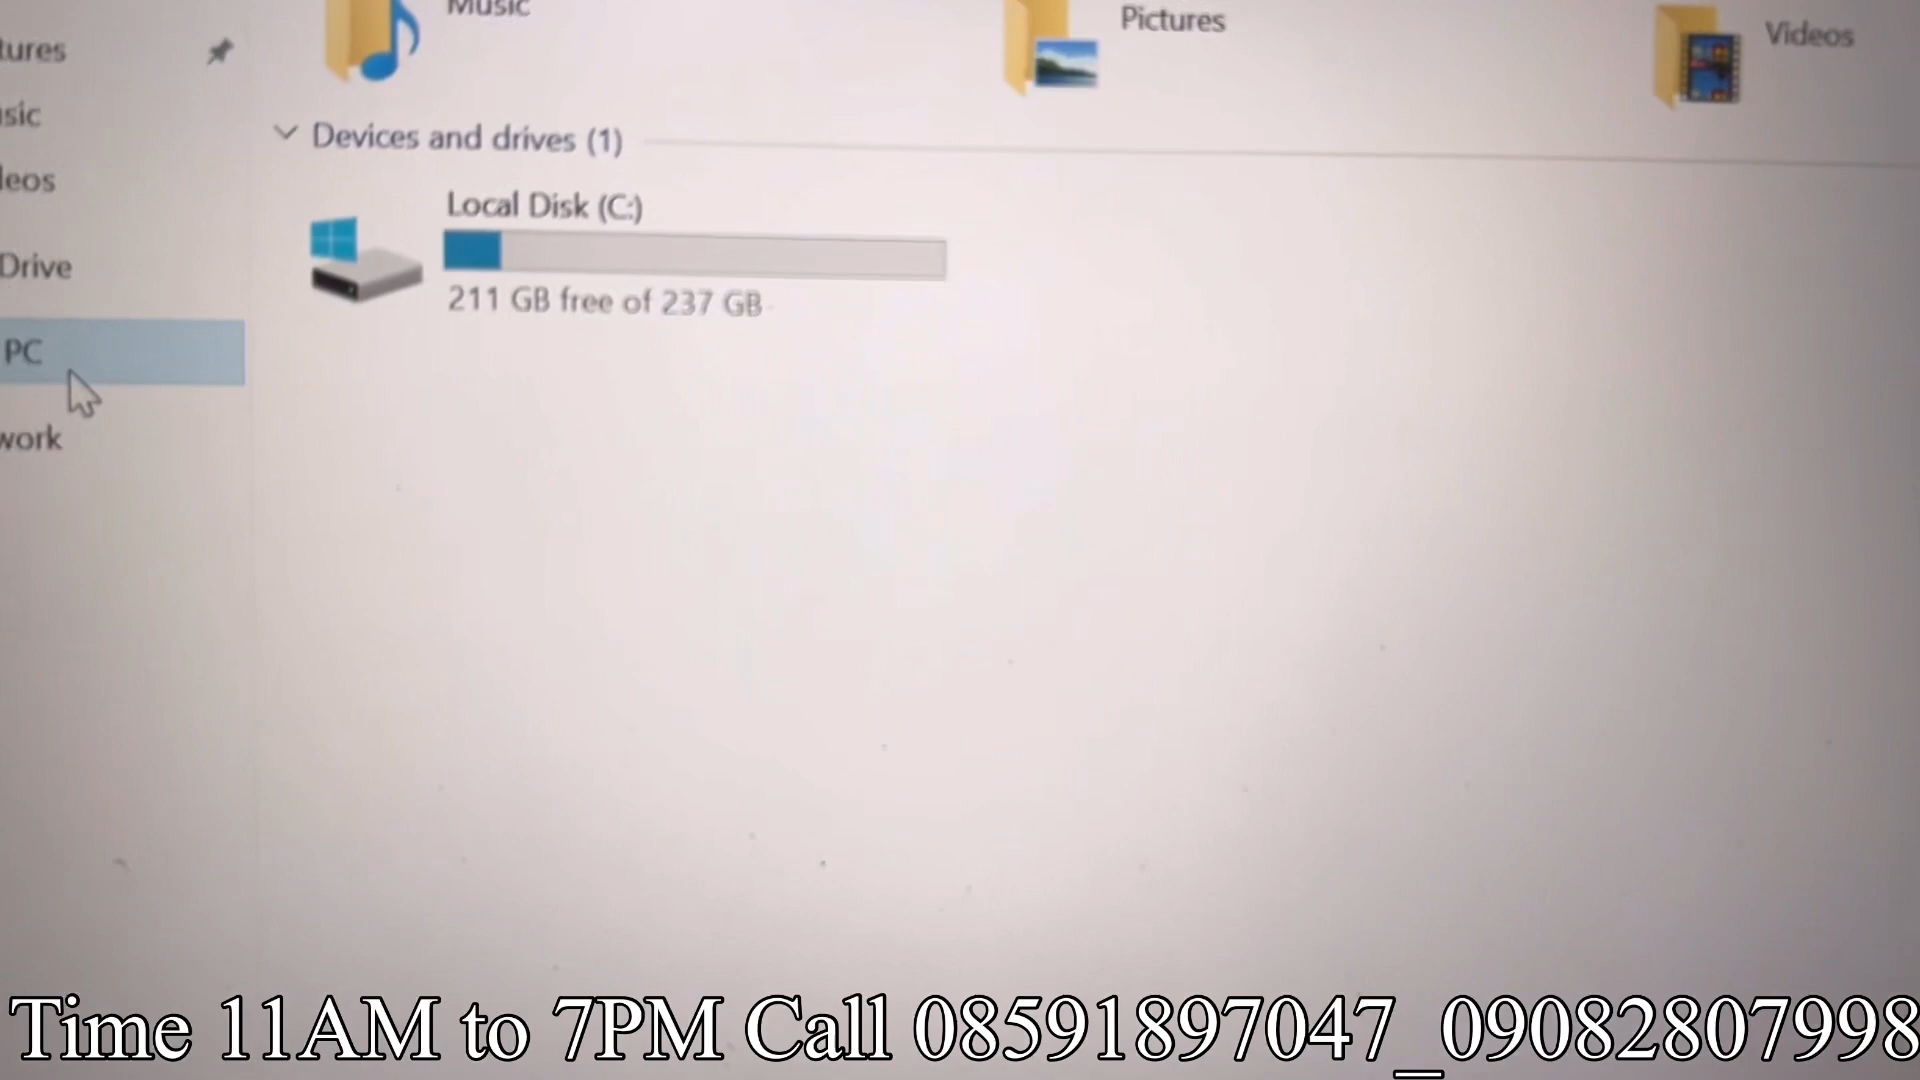 Music
Pictures
Videos
tures
sic
Devices and drives (1)
leos
Local Disk (C:)
Drive
211 GB free of 237 GB
PC
work
Time 11AM to 7PM Call 08591897047_09082807998